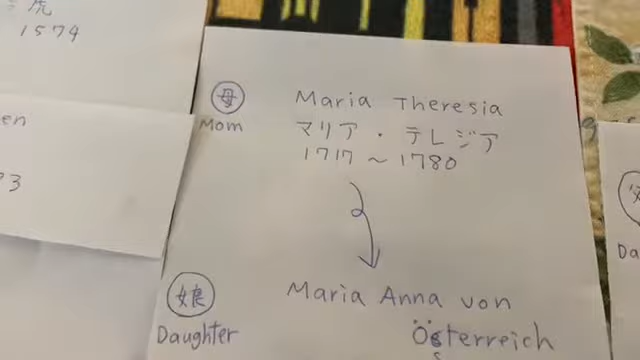 虎
1574
en
3
母
Mom
Maria Theresia
マリア・テレジア
1717 ~ 1780
娘
Daughter
Maria Anna von
Österreich
Da